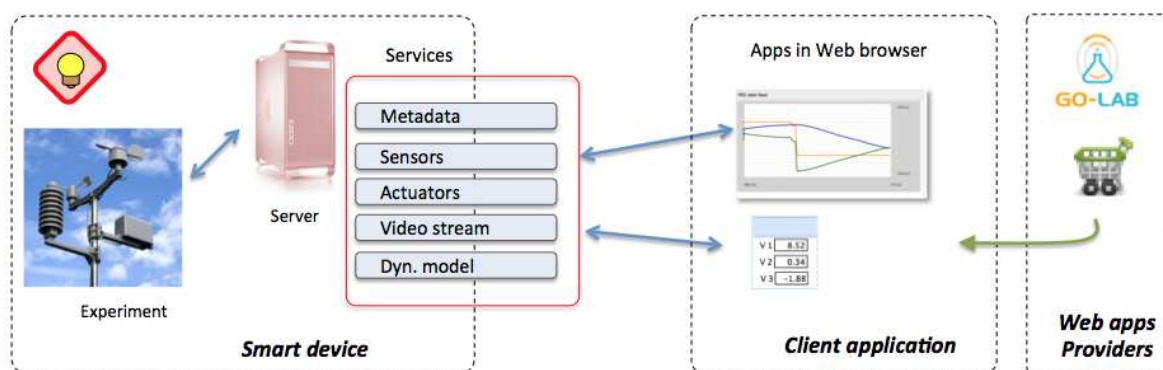 Services
Metadata
Sensors
Actuators
Video stream
Dyn. model
Server
Experiment
Smart device
Apps in Web browser
V 1 8.52
V 2 0.34
V 3 -1.88
Client application
GO-LAB
Web apps
Providers